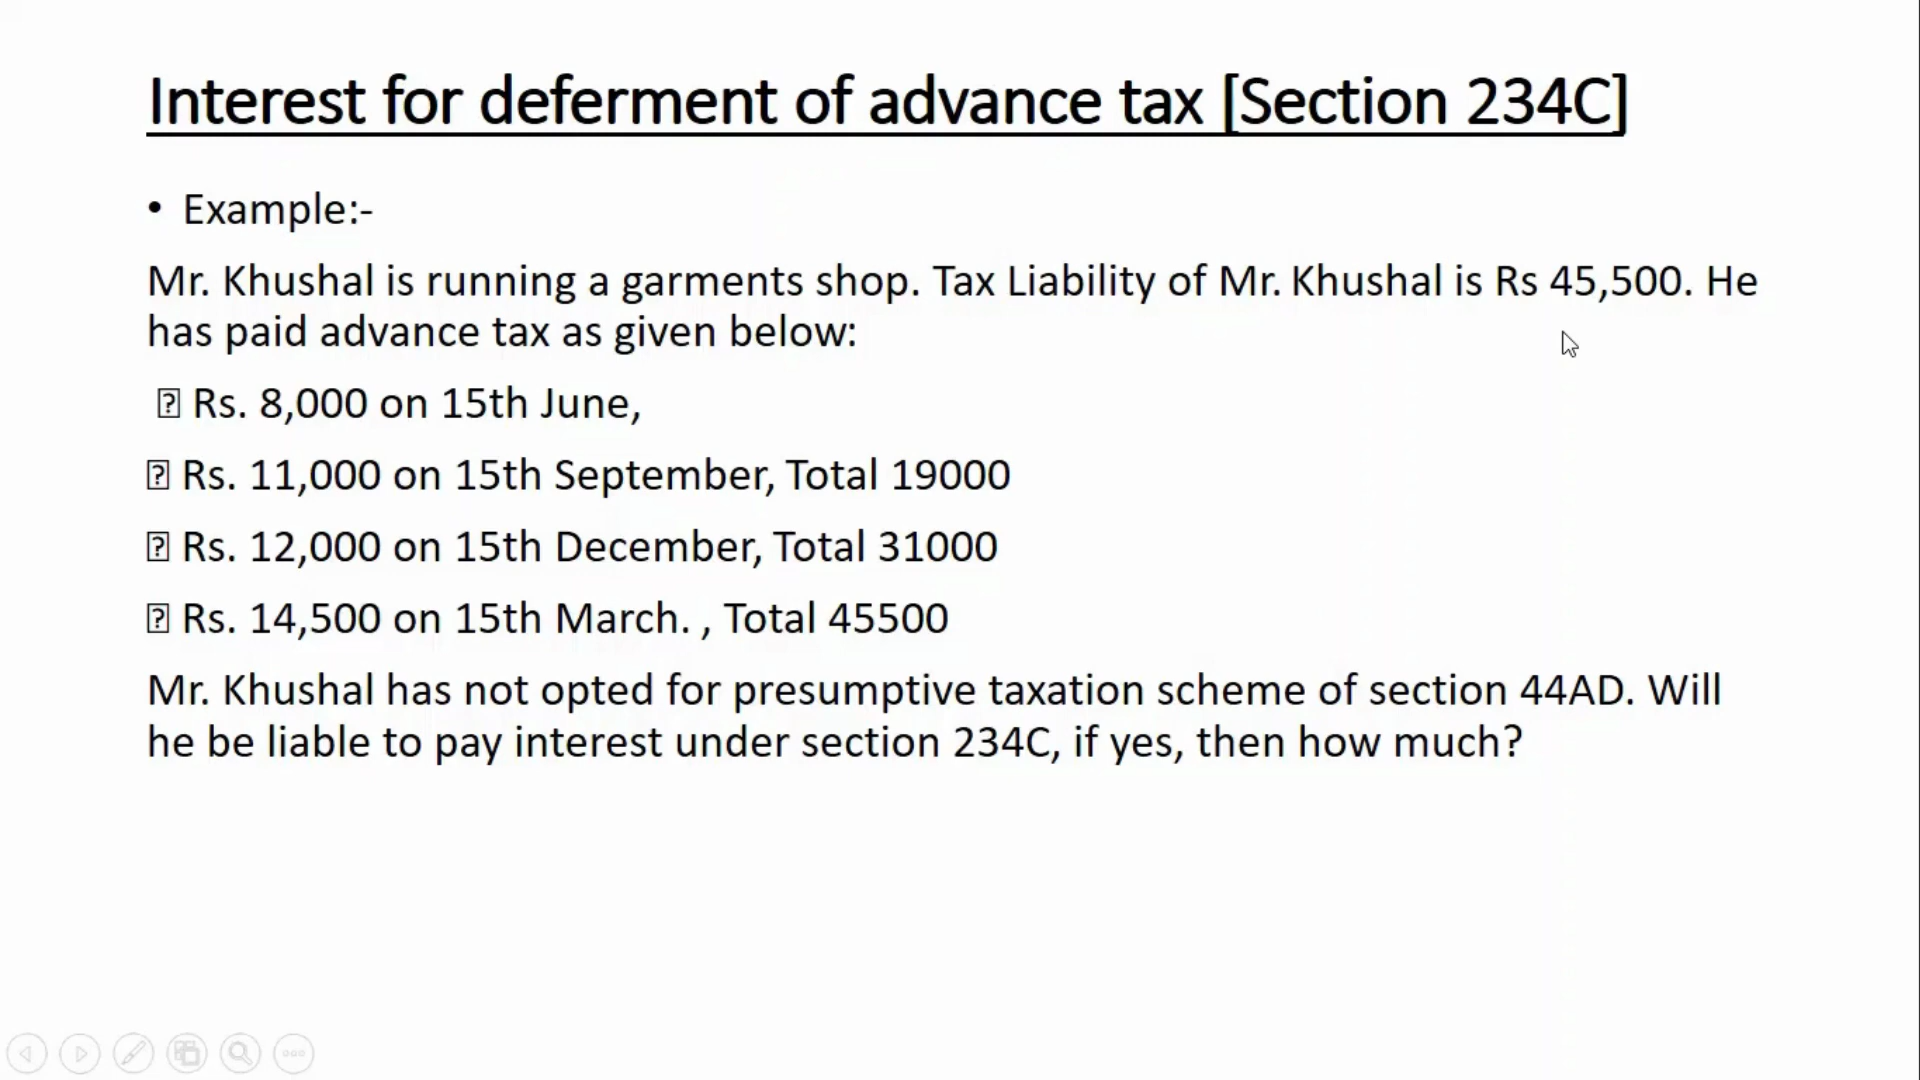 Interest for deferment of advance tax [Section 234C]
• Example:-
Mr. Khushal is running a garments shop. Tax Liability of Mr. Khushal is Rs 45,500. He
has paid advance tax as given below:
⍰ Rs. 8,000 on 15th June,
⍰ Rs. 11,000 on 15th September, Total 19000
⍰ Rs. 12,000 on 15th December, Total 31000
⍰ Rs. 14,500 on 15th March. , Total 45500
Mr. Khushal has not opted for presumptive taxation scheme of section 44AD. Will
he be liable to pay interest under section 234C, if yes, then how much?